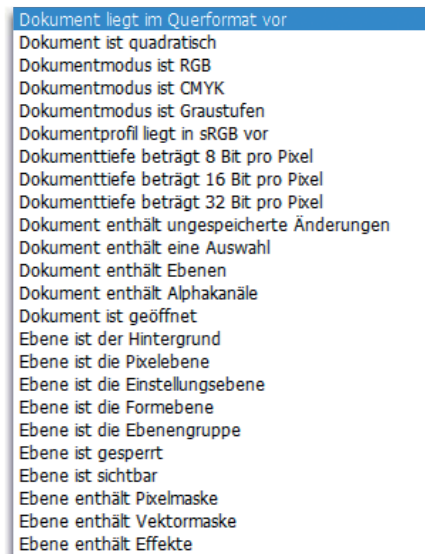 Dokument liegt im Querformat vor
Dokument ist quadratisch
Dokumentmodus ist RGB
Dokumentmodus ist CMYK
Dokumentmodus ist Graustufen
Dokumentprofil liegt in sRGB vor
Dokumenttiefe beträgt 8 Bit pro Pixel
Dokumenttiefe beträgt 16 Bit pro Pixel
Dokumenttiefe beträgt 32 Bit pro Pixel
Dokument enthält ungespeicherte Änderungen
Dokument enthält eine Auswahl
Dokument enthält Ebenen
Dokument enthält Alphakanäle
Dokument ist geöffnet
Ebene ist der Hintergrund
Ebene ist die Pixelebene
Ebene ist die Einstellungsebene
Ebene ist die Formebene
Ebene ist die Ebenengruppe
Ebene ist gesperrt
Ebene ist sichtbar
Ebene enthält Pixelmaske
Ebene enthält Vektormaske
Ebene enthält Effekte